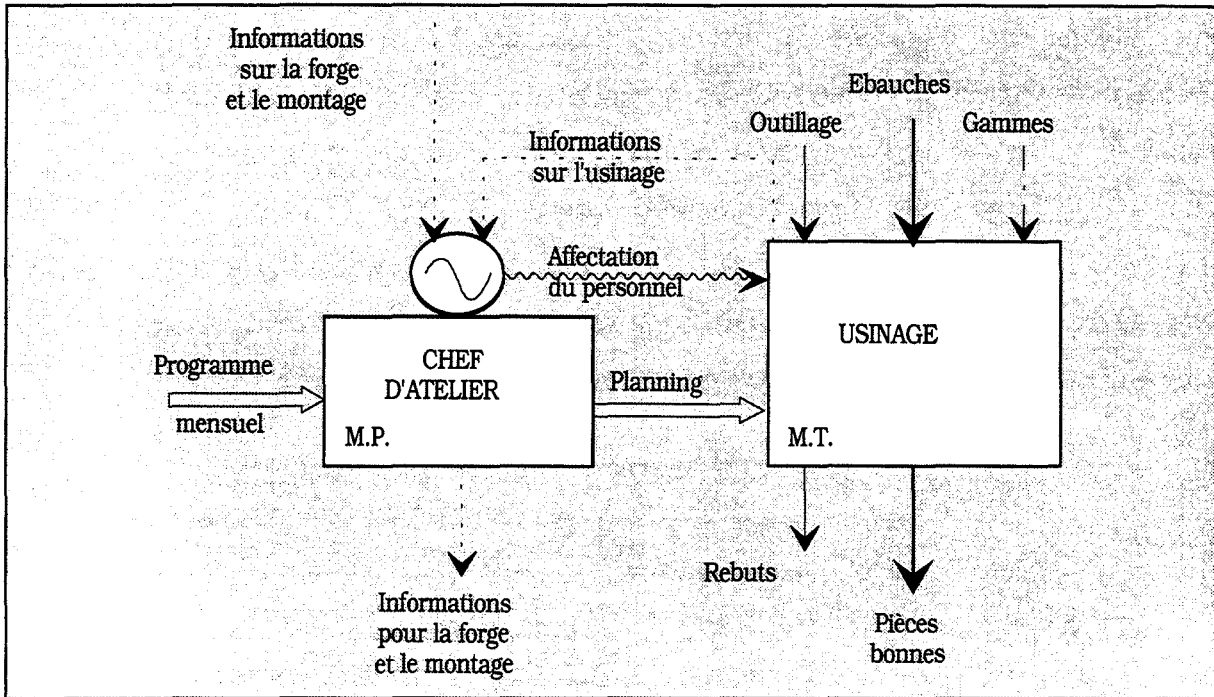 Informations
sur la forge
et le montage
Ebauches
Outillage
Gammes
Informations
sur l'usinage
Affectation
du personnel
USINAGE
M.T.
Programme
mensuel
CHEF
D'ATELIER
M.P.
Planning
Rebuts
Pièces
bonnes
Informations
pour la forge
et le montage